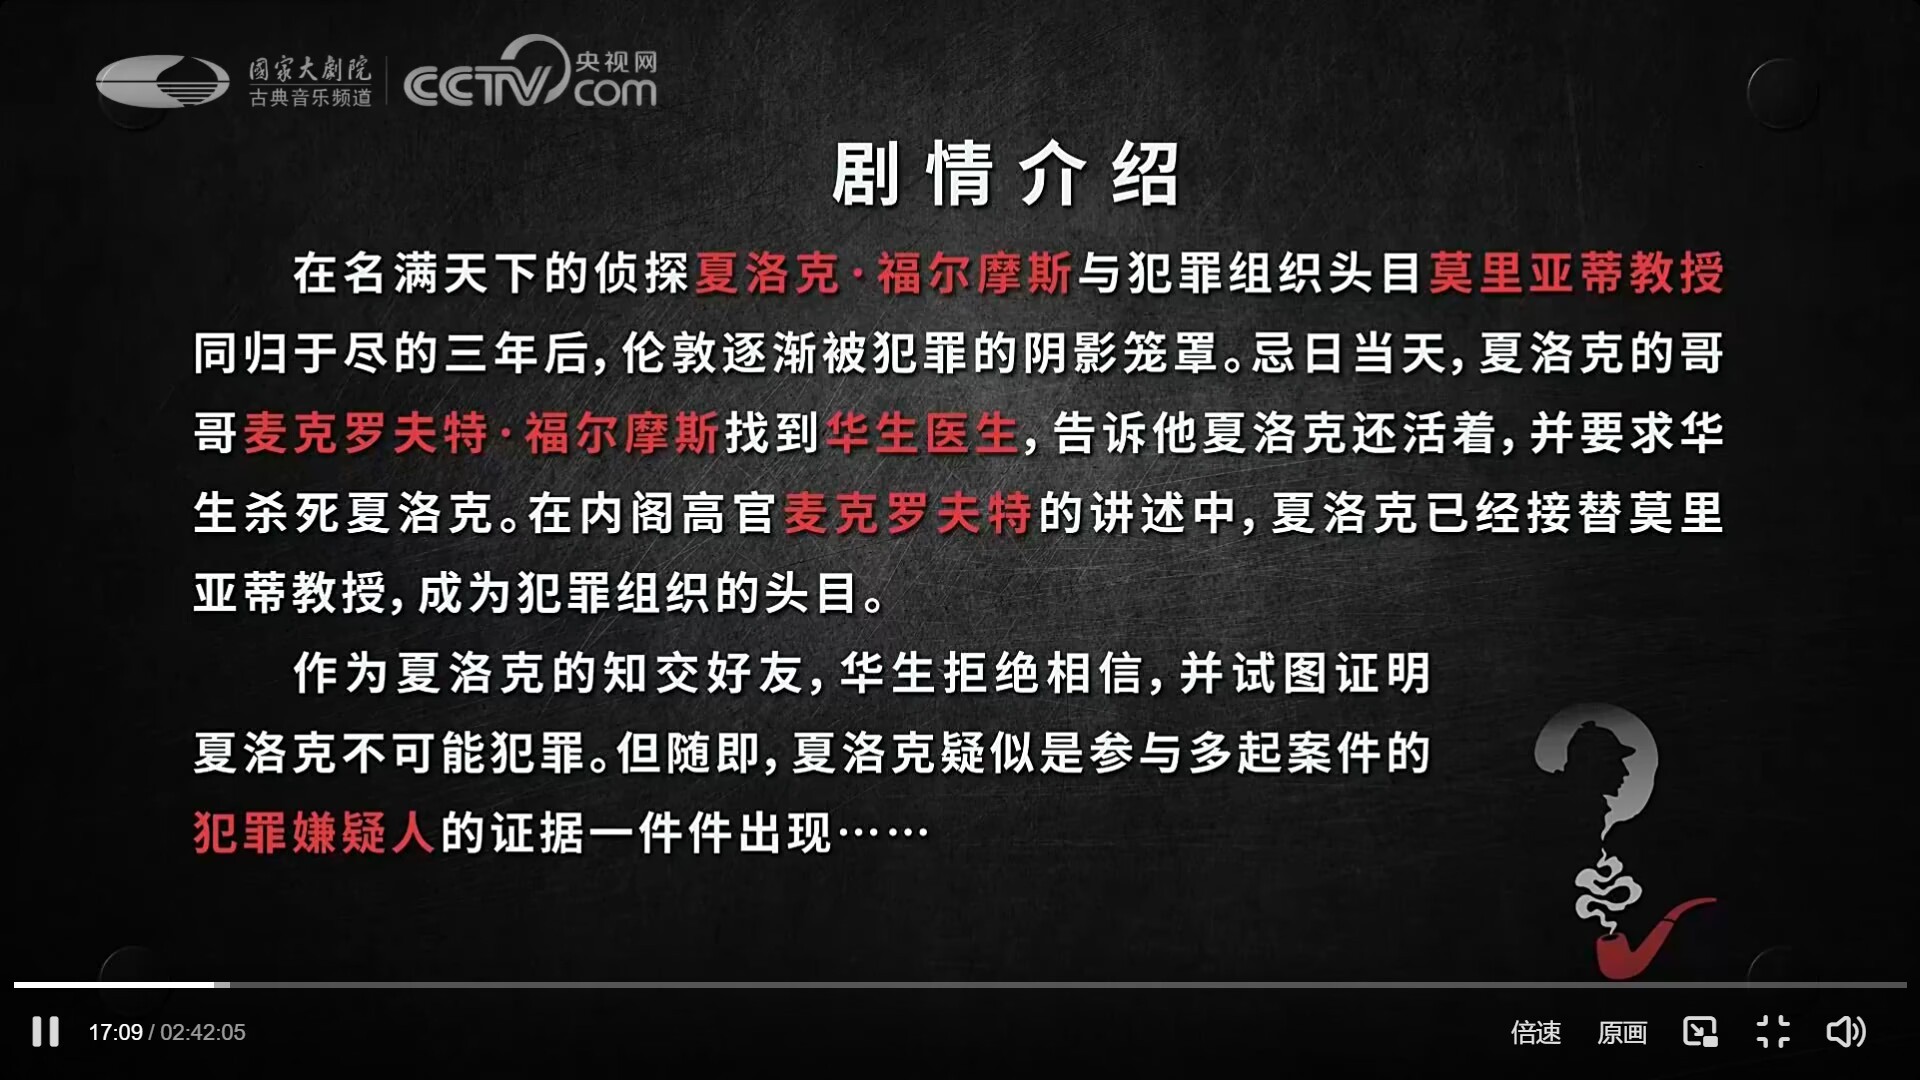 國家大劇院
古典音乐频道
CCTV.com 央视网
剧情介绍
在名满天下的侦探夏洛克·福尔摩斯与犯罪组织头目莫里亚蒂教授
同归于尽的三年后，伦敦逐渐被犯罪的阴影笼罩。忌日当天，夏洛克的哥
哥麦克罗夫特·福尔摩斯找到华生医生，告诉他夏洛克还活着，并要求华
生杀死夏洛克。在内阁高官麦克罗夫特的讲述中，夏洛克已经接替莫里
亚蒂教授，成为犯罪组织的头目。
作为夏洛克的知交好友，华生拒绝相信，并试图证明
夏洛克不可能犯罪。但随即，夏洛克疑似是参与多起案件的
犯罪嫌疑人的证据一件件出现……
17:09 / 02:42:05
倍速 原画